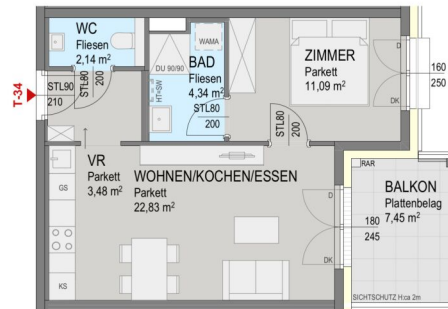 WC
Fliesen
2,14 m²
STL80
200
STL90
210
T-34
WAMA
DU 90/90
HT+SW
BAD
Fliesen
4,34 m²
STL80
200
ZIMMER
Parkett
11,09 m²
D
DK
160
250
STL80
200
VR
Parkett
3,48 m²
WOHNEN/KOCHEN/ESSEN
Parkett
22,83 m²
GS
KS
D
DK
180
245
RAR
BALKON
Plattenbelag
7,45 m²
SICHTSCHUTZ H:ca 2m